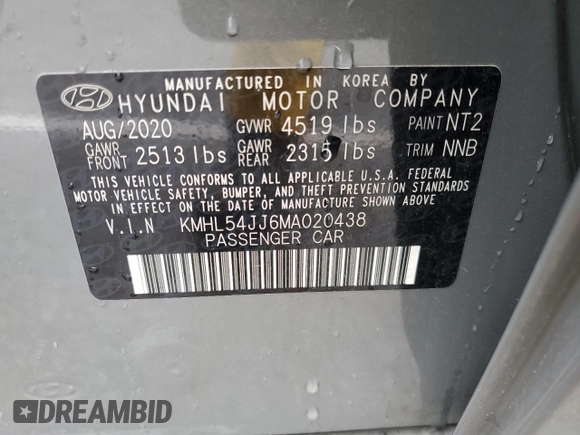 MANUFACTURED IN KOREA BY
HYUNDAI MOTOR COMPANY
AUG/2020 GVWR 4519 lbs PAINT NT2
GAWR FRONT 2513 lbs GAWR REAR 2315 lbs TRIM NNB
THIS VEHICLE CONFORMS TO ALL APPLICABLE U.S.A. FEDERAL
MOTOR VEHICLE SAFETY, BUMPER, AND THEFT PREVENTION STANDARDS
IN EFFECT ON THE DATE OF MANUFACTURE SHOWN ABOVE.
V.I.N KMHL54JJ6MA020438
PASSENGER CAR
DREAMBID